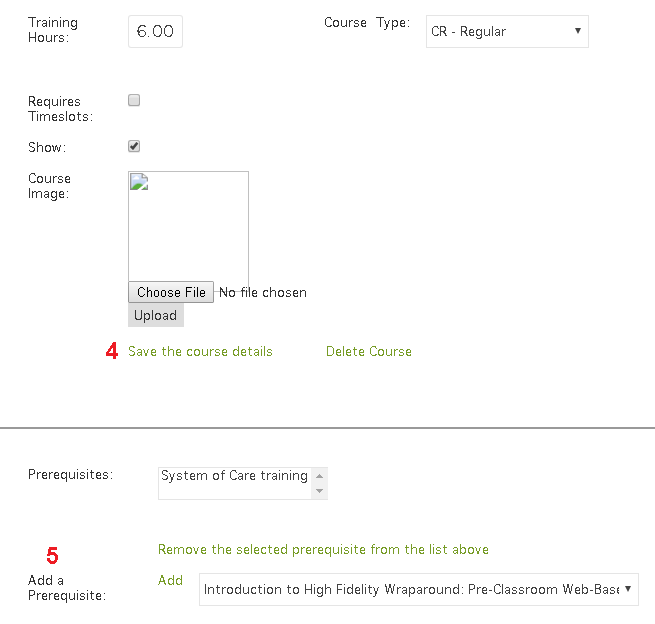 Training Hours: 6.00 Course Type: CR - Regular
Requires Timeslots:
Show:
Course Image:
Choose File No file chosen
Upload
4 Save the course details Delete Course
Prerequisites: System of Care training
5 Remove the selected prerequisite from the list above
Add a Prerequisite: Add Introduction to High Fidelity Wraparound: Pre-Classroom Web-Base